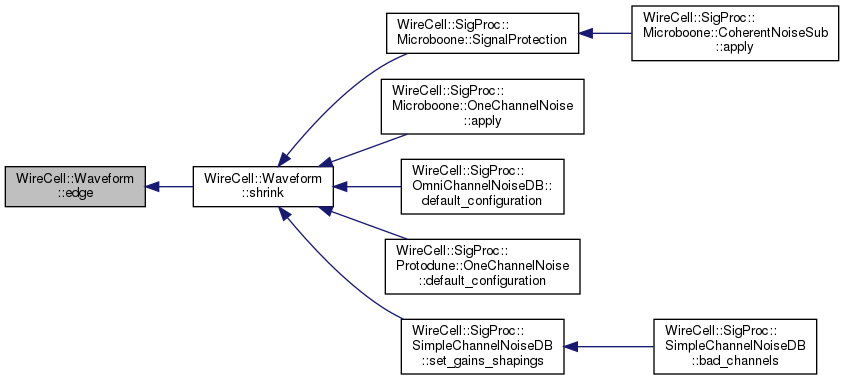 WireCell::Waveform
::edge
WireCell::Waveform
::shrink
WireCell::SigProc::
Microboone::SignalProtection
WireCell::SigProc::
Microboone::CoherentNoiseSub
::apply
WireCell::SigProc::
Microboone::OneChannelNoise
::apply
WireCell::SigProc::
OmniChannelNoiseDB::
default_configuration
WireCell::SigProc::
Protodune::OneChannelNoise
::default_configuration
WireCell::SigProc::
SimpleChannelNoiseDB
::set_gains_shapings
WireCell::SigProc::
SimpleChannelNoiseDB
::bad_channels